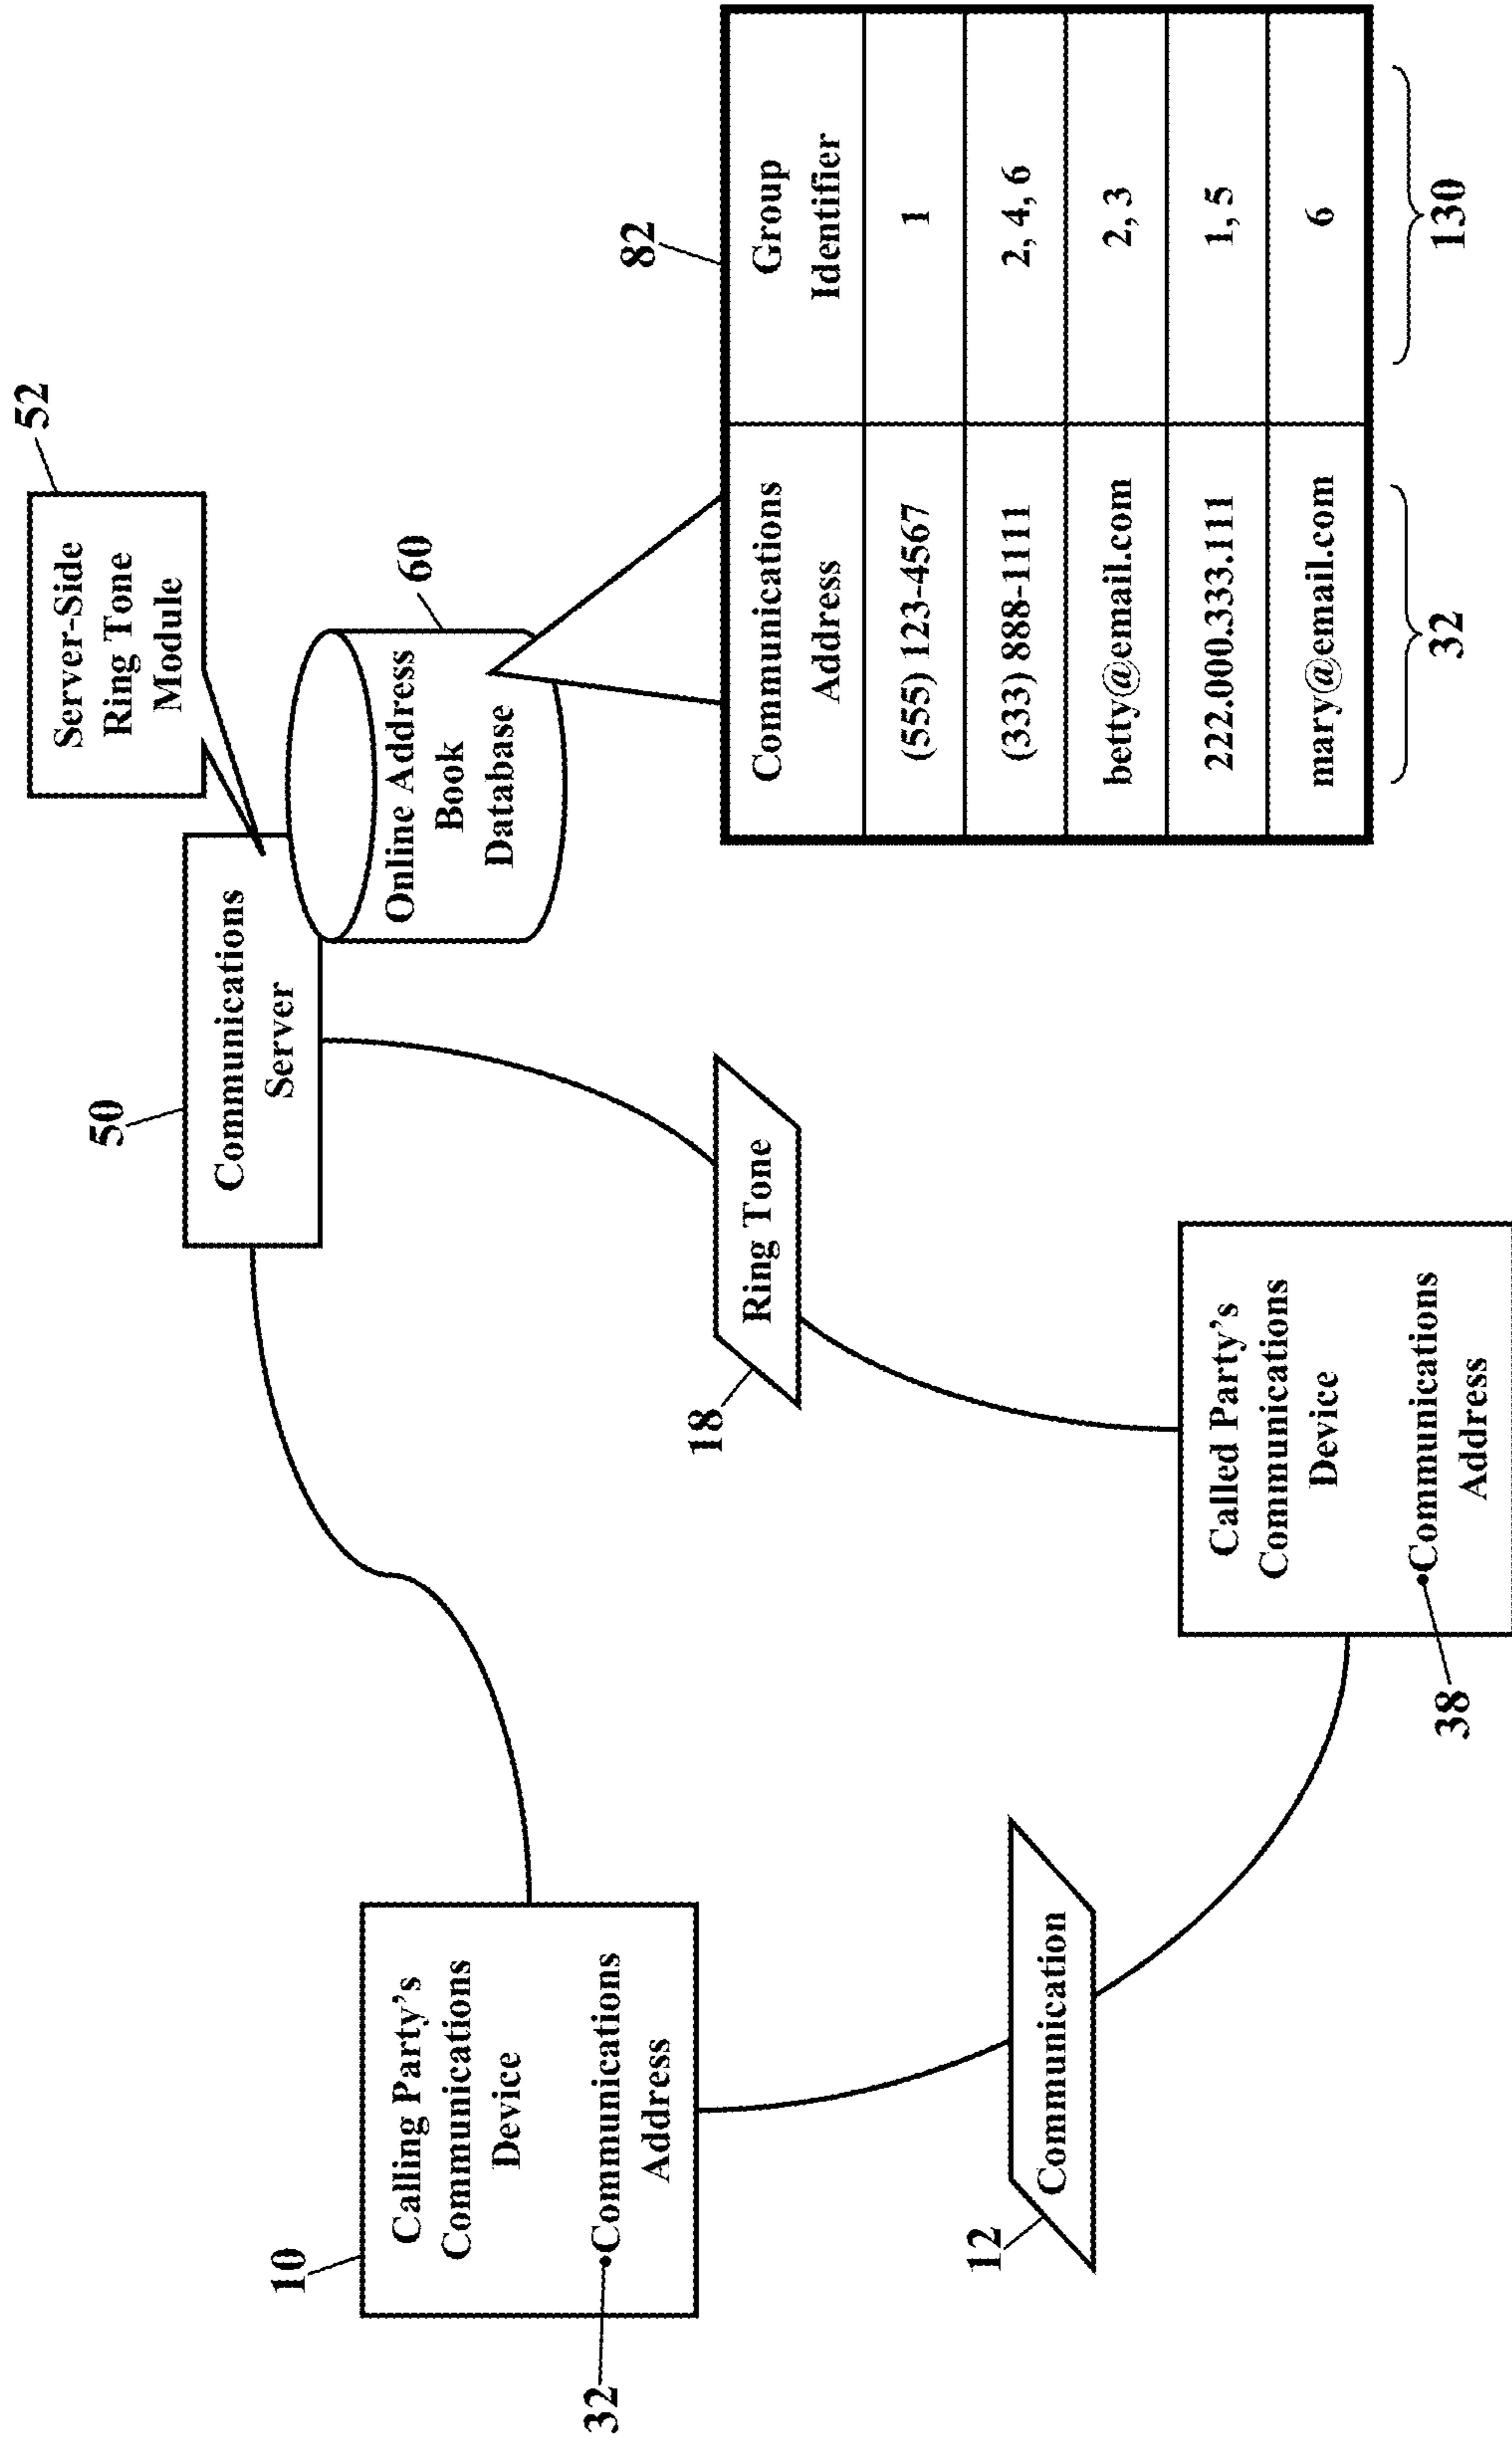 52
Server-Side
Ring Tone
Module
50
Communications
Server
60
Online Address
Book
Database
10
Calling Party's
Communications
Device
•Communications
Address
32
18
Ring Tone
82
Communications
Address
Group
Identifier
(555) 123-4567
1
(333) 888-1111
2, 4, 6
betty@email.com
2, 3
222.000.333.111
1, 5
mary@email.com
6
32
130
12
Communication
Called Party's
Communications
Device
•Communications
Address
38